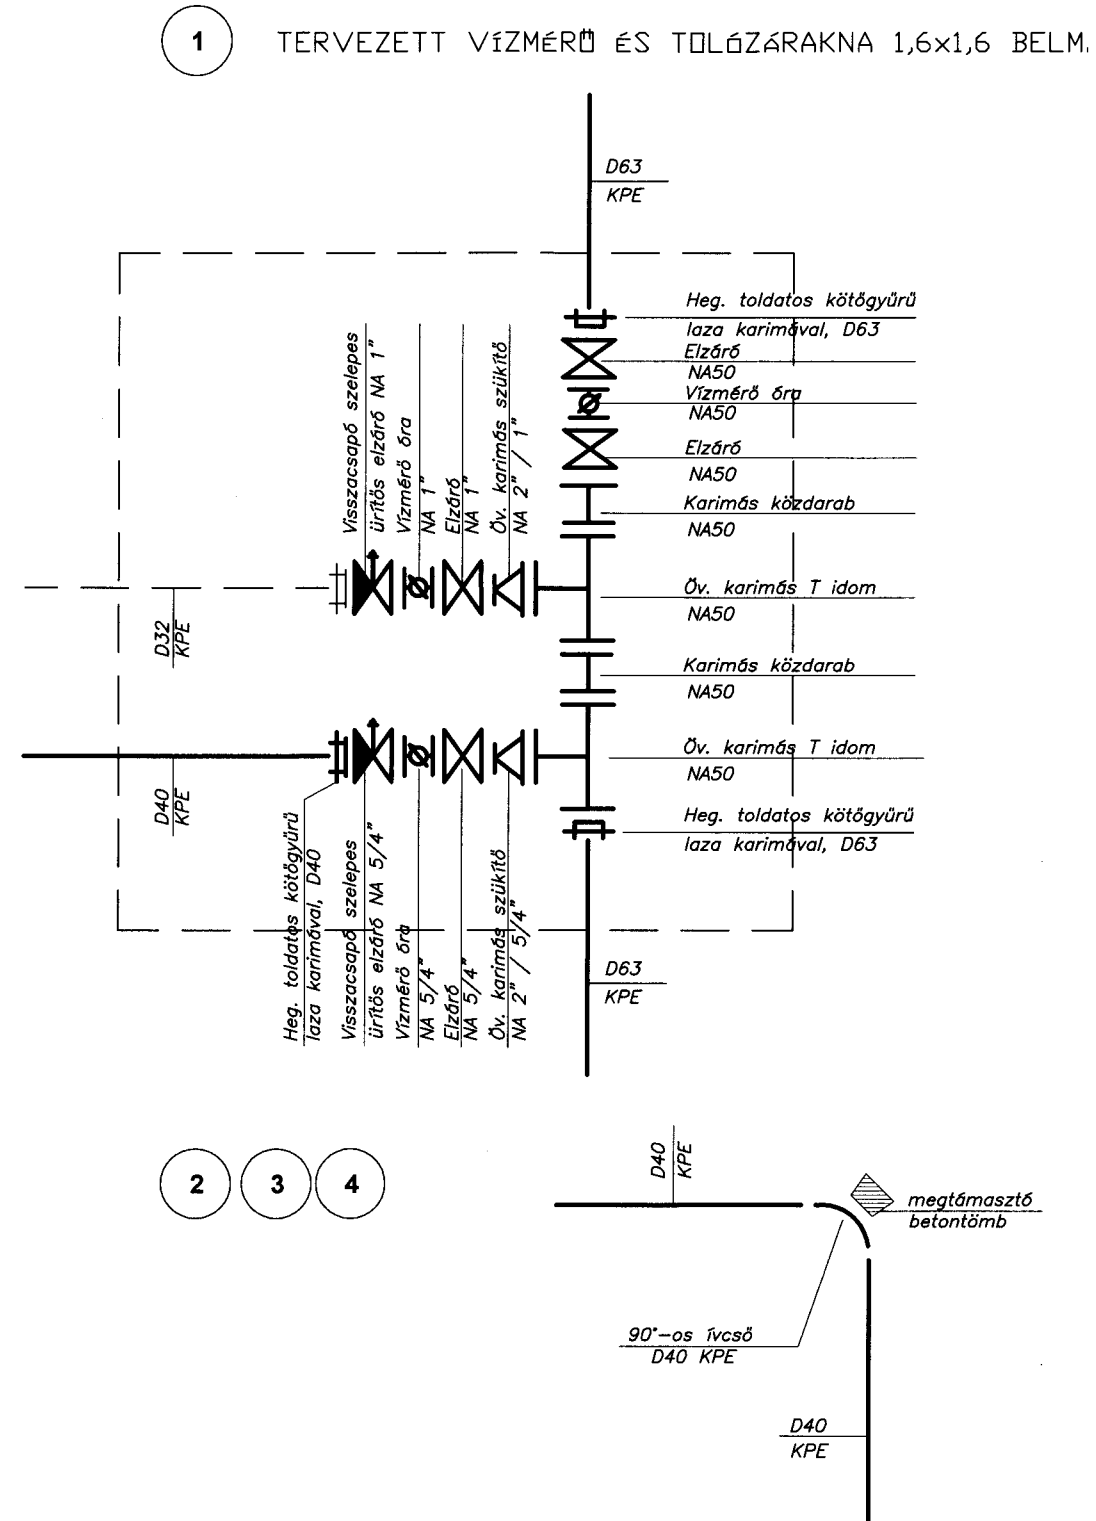 1
TERVEZETT VÍZMÉRŐ ÉS TOLÓZÁRAKNA 1,6x1,6 BELM.
D63
KPE
Heg. toldatos kötőgyűrű
laza karimával, D63
Elzáró
NA50
Vízmérő óra
NA50
Elzáró
NA50
Karimás közdarab
NA50
Öv. karimás T idom
NA50
Karimás közdarab
NA50
Öv. karimás T idom
NA50
Heg. toldatos kötőgyűrű
laza karimával, D63
Visszacsapó szelepes
ürítős elzáró NA 1"
Vízmérő óra
NA 1"
Elzáró
NA 1"
Öv. karimás szűkítő
NA 2" / 1"
D32
KPE
D40
KPE
Heg. toldatos kötőgyűrű
laza karimával, D40
Visszacsapó szelepes
ürítős elzáró NA 5/4"
Vízmérő óra
NA 5/4"
Elzáró
NA 5/4"
Öv. karimás szűkítő
NA 2" / 5/4"
D63
KPE
2 3 4
D40
KPE
megtámasztó
betontömb
90°-os ívcső
D40 KPE
D40
KPE